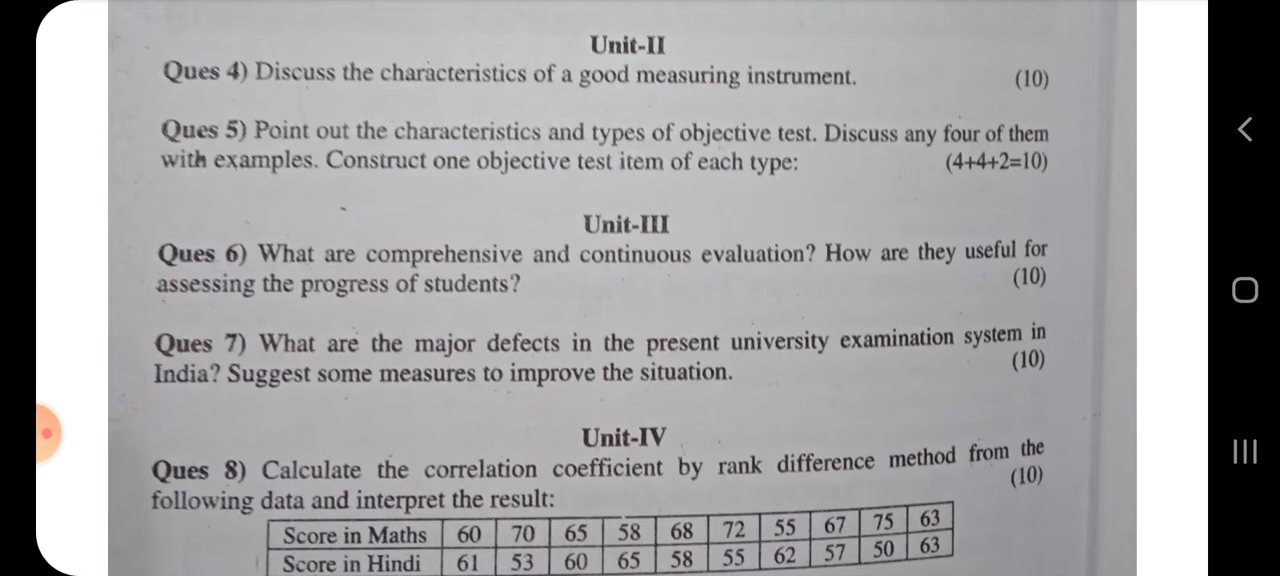 Unit-II
Ques 4) Discuss the characteristics of a good measuring instrument. (10)
Ques 5) Point out the characteristics and types of objective test. Discuss any four of them
with examples. Construct one objective test item of each type: (4+4+2=10)
Unit-III
Ques 6) What are comprehensive and continuous evaluation? How are they useful for
assessing the progress of students? (10)
Ques 7) What are the major defects in the present university examination system in
India? Suggest some measures to improve the situation. (10)
Unit-IV
Ques 8) Calculate the correlation coefficient by rank difference method from the
following data and interpret the result: (10)
Score in Maths 60 70 65 58 68 72 55 67 75 63
Score in Hindi 61 53 60 65 58 55 62 57 50 63